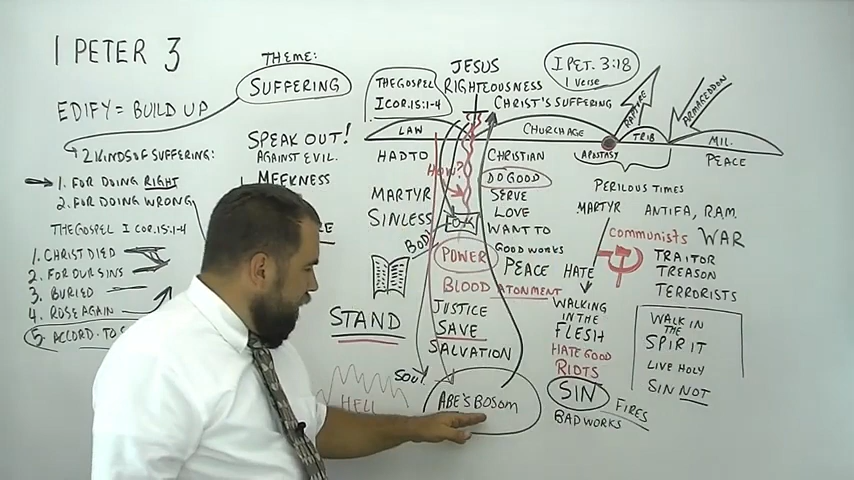 1 PETER 3
THEME:
SUFFERING
EDIFY = BUILD UP
2 KINDS OF SUFFERING:
1. FOR DOING RIGHT
2. FOR DOING WRONG
THE GOSPEL I COR.15:1-4
1. CHRIST DIED
2. FOR OUR SINS
3. BURIED
4. ROSE AGAIN
5. ACCORD. TO
SPEAK OUT!
AGAINST EVIL.
MEEKNESS
STAND
HELL
THE GOSPEL
I COR.15:1-4
JESUS
RIGHTEOUSNESS
CHRIST'S SUFFERING
I PET. 3:18
1 VERSE
LAW
CHURCH AGE
RAPTURE
TRIB
ARMAGEDDON
MIL.
PEACE
APOSTASY
HAD TO
MARTYR
SINLESS
BODY
HOW?
POWER
BLOOD ATONMENT
JUSTICE
SAVE
SALVATION
SOUL
ABE'S BOSOM
CHRISTIAN
DO GOOD
SERVE
LOVE
WANT TO
GOOD WORKS
PEACE
PERILOUS TIMES
MARTYR
ANTIFA, RAM.
COMMUNISTS
WAR
TRAITOR
TREASON
TERRORISTS
HATE
WALKING
IN THE
FLESH
HATE GOOD
RIOTS
SIN
FIRES
BAD WORKS
WALK IN
THE
SPIRIT
LIVE HOLY
SIN NOT